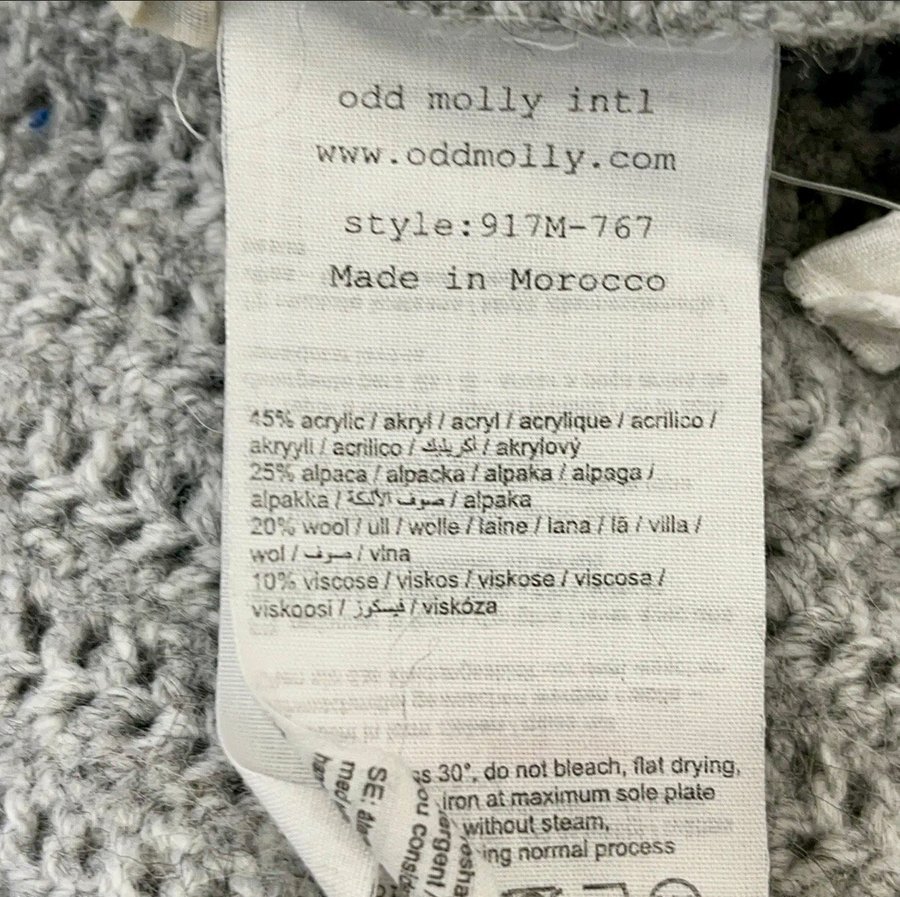 odd molly intl
www.oddmolly.com
style:917M-767
Made in Morocco
45% acrylic / akryl / acryl / acrylique / acrilico /
akryyli / acrilico / أكريليك / akrylový
25% alpaca / alpacka / alpaka / alpaga /
alpakka / صوف الألبكة / alpaka
20% wool / ull / wolle / laine / lana / lã / villa /
wol / صوف / vlna
10% viscose / viskos / viskose / viscosa /
viskoosi / فيسكوز / viskóza
30°, do not bleach, flat drying,
iron at maximum sole plate
without steam,
normal process
SE: